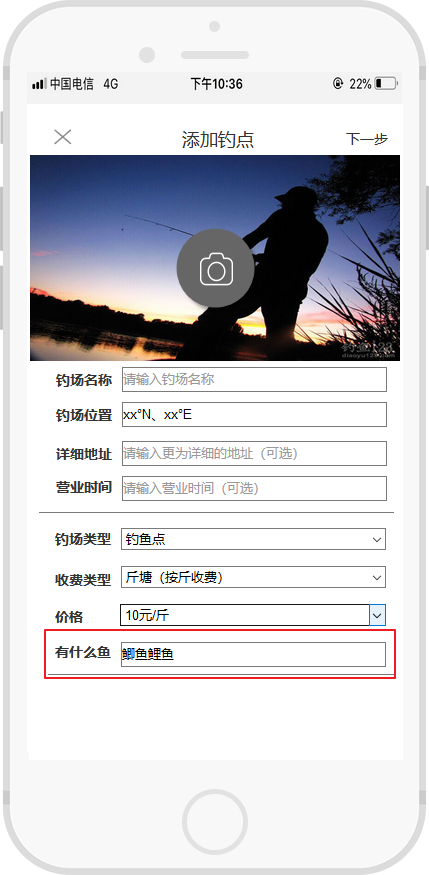 中国电信 4G 下午10:36 22%
添加钓点 下一步
钓场名称 请输入钓场名称
钓场位置 xx°N、xx°E
详细地址 请输入更为详细的地址（可选）
营业时间 请输入营业时间（可选）
钓场类型 钓鱼点
收费类型 斤塘（按斤收费）
价格 10元/斤
有什么鱼 鲫鱼鲤鱼